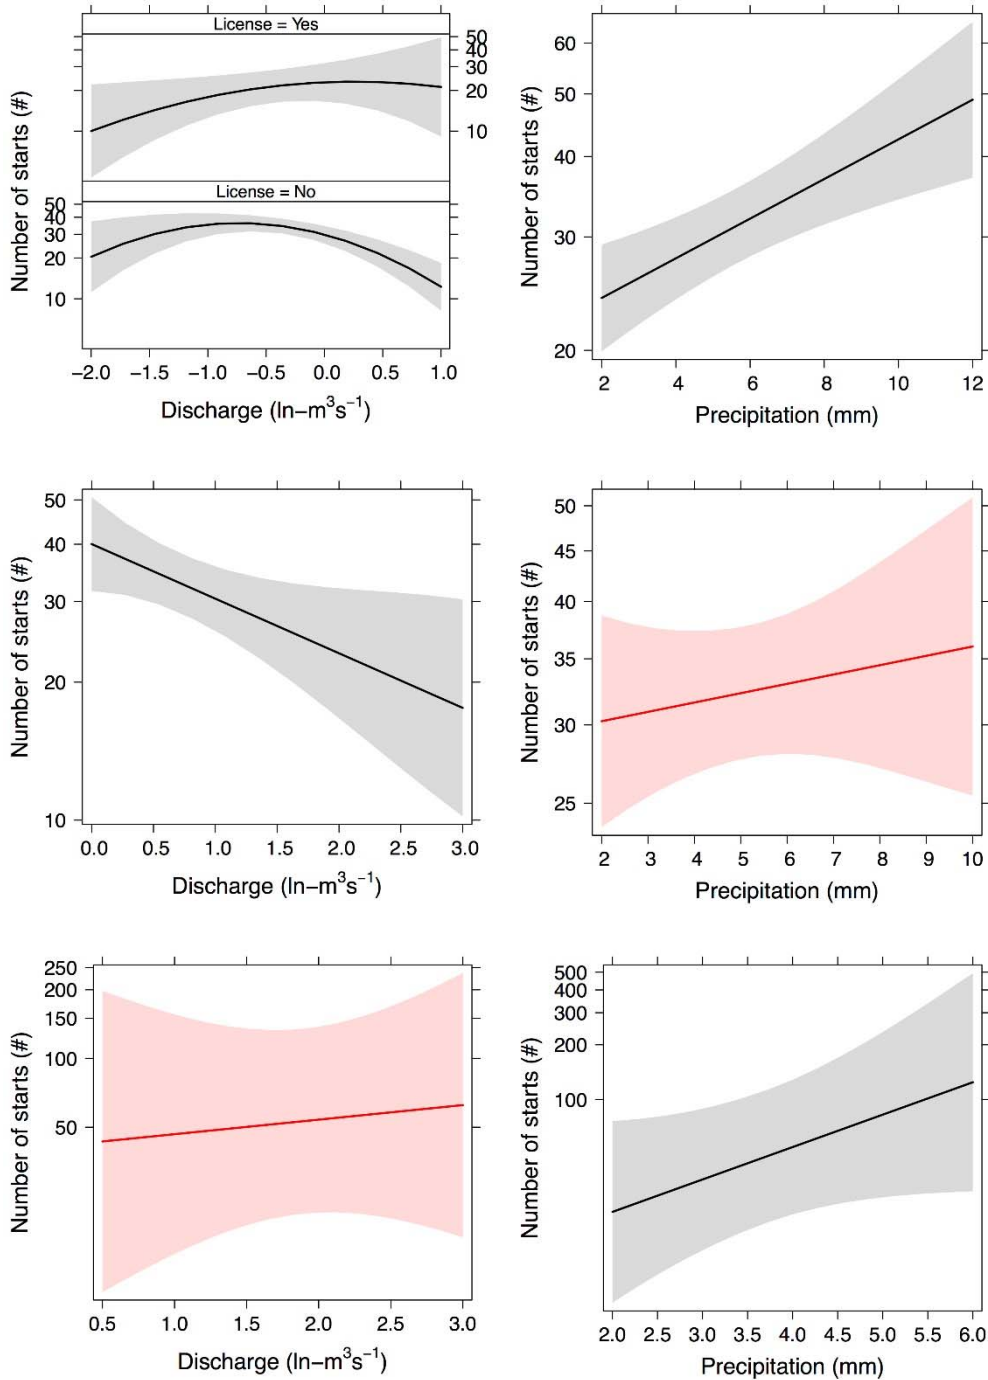 License = Yes
50
40
30
20
10
License = No
50
40
30
20
10
Number of starts (#)
−2.0 −1.5 −1.0 −0.5 0.0 0.5 1.0
Discharge (ln−m³s⁻¹)
60
50
40
30
20
Number of starts (#)
2 4 6 8 10 12
Precipitation (mm)
50
40
30
20
10
Number of starts (#)
0.0 0.5 1.0 1.5 2.0 2.5 3.0
Discharge (ln−m³s⁻¹)
50
45
40
35
30
25
Number of starts (#)
2 3 4 5 6 7 8 9 10
Precipitation (mm)
250
200
150
100
50
Number of starts (#)
0.5 1.0 1.5 2.0 2.5 3.0
Discharge (ln−m³s⁻¹)
500
400
300
200
100
Number of starts (#)
2.0 2.5 3.0 3.5 4.0 4.5 5.0 5.5 6.0
Precipitation (mm)